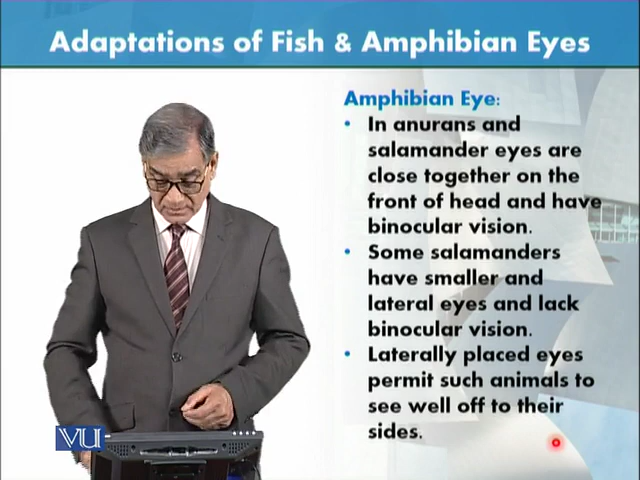 Adaptations of Fish & Amphibian Eyes
Amphibian Eye:
• In anurans and
salamander eyes are
close together on the
front of head and have
binocular vision.
• Some salamanders
have smaller and
lateral eyes and lack
binocular vision.
• Laterally placed eyes
permit such animals to
see well off to their
sides.
VU